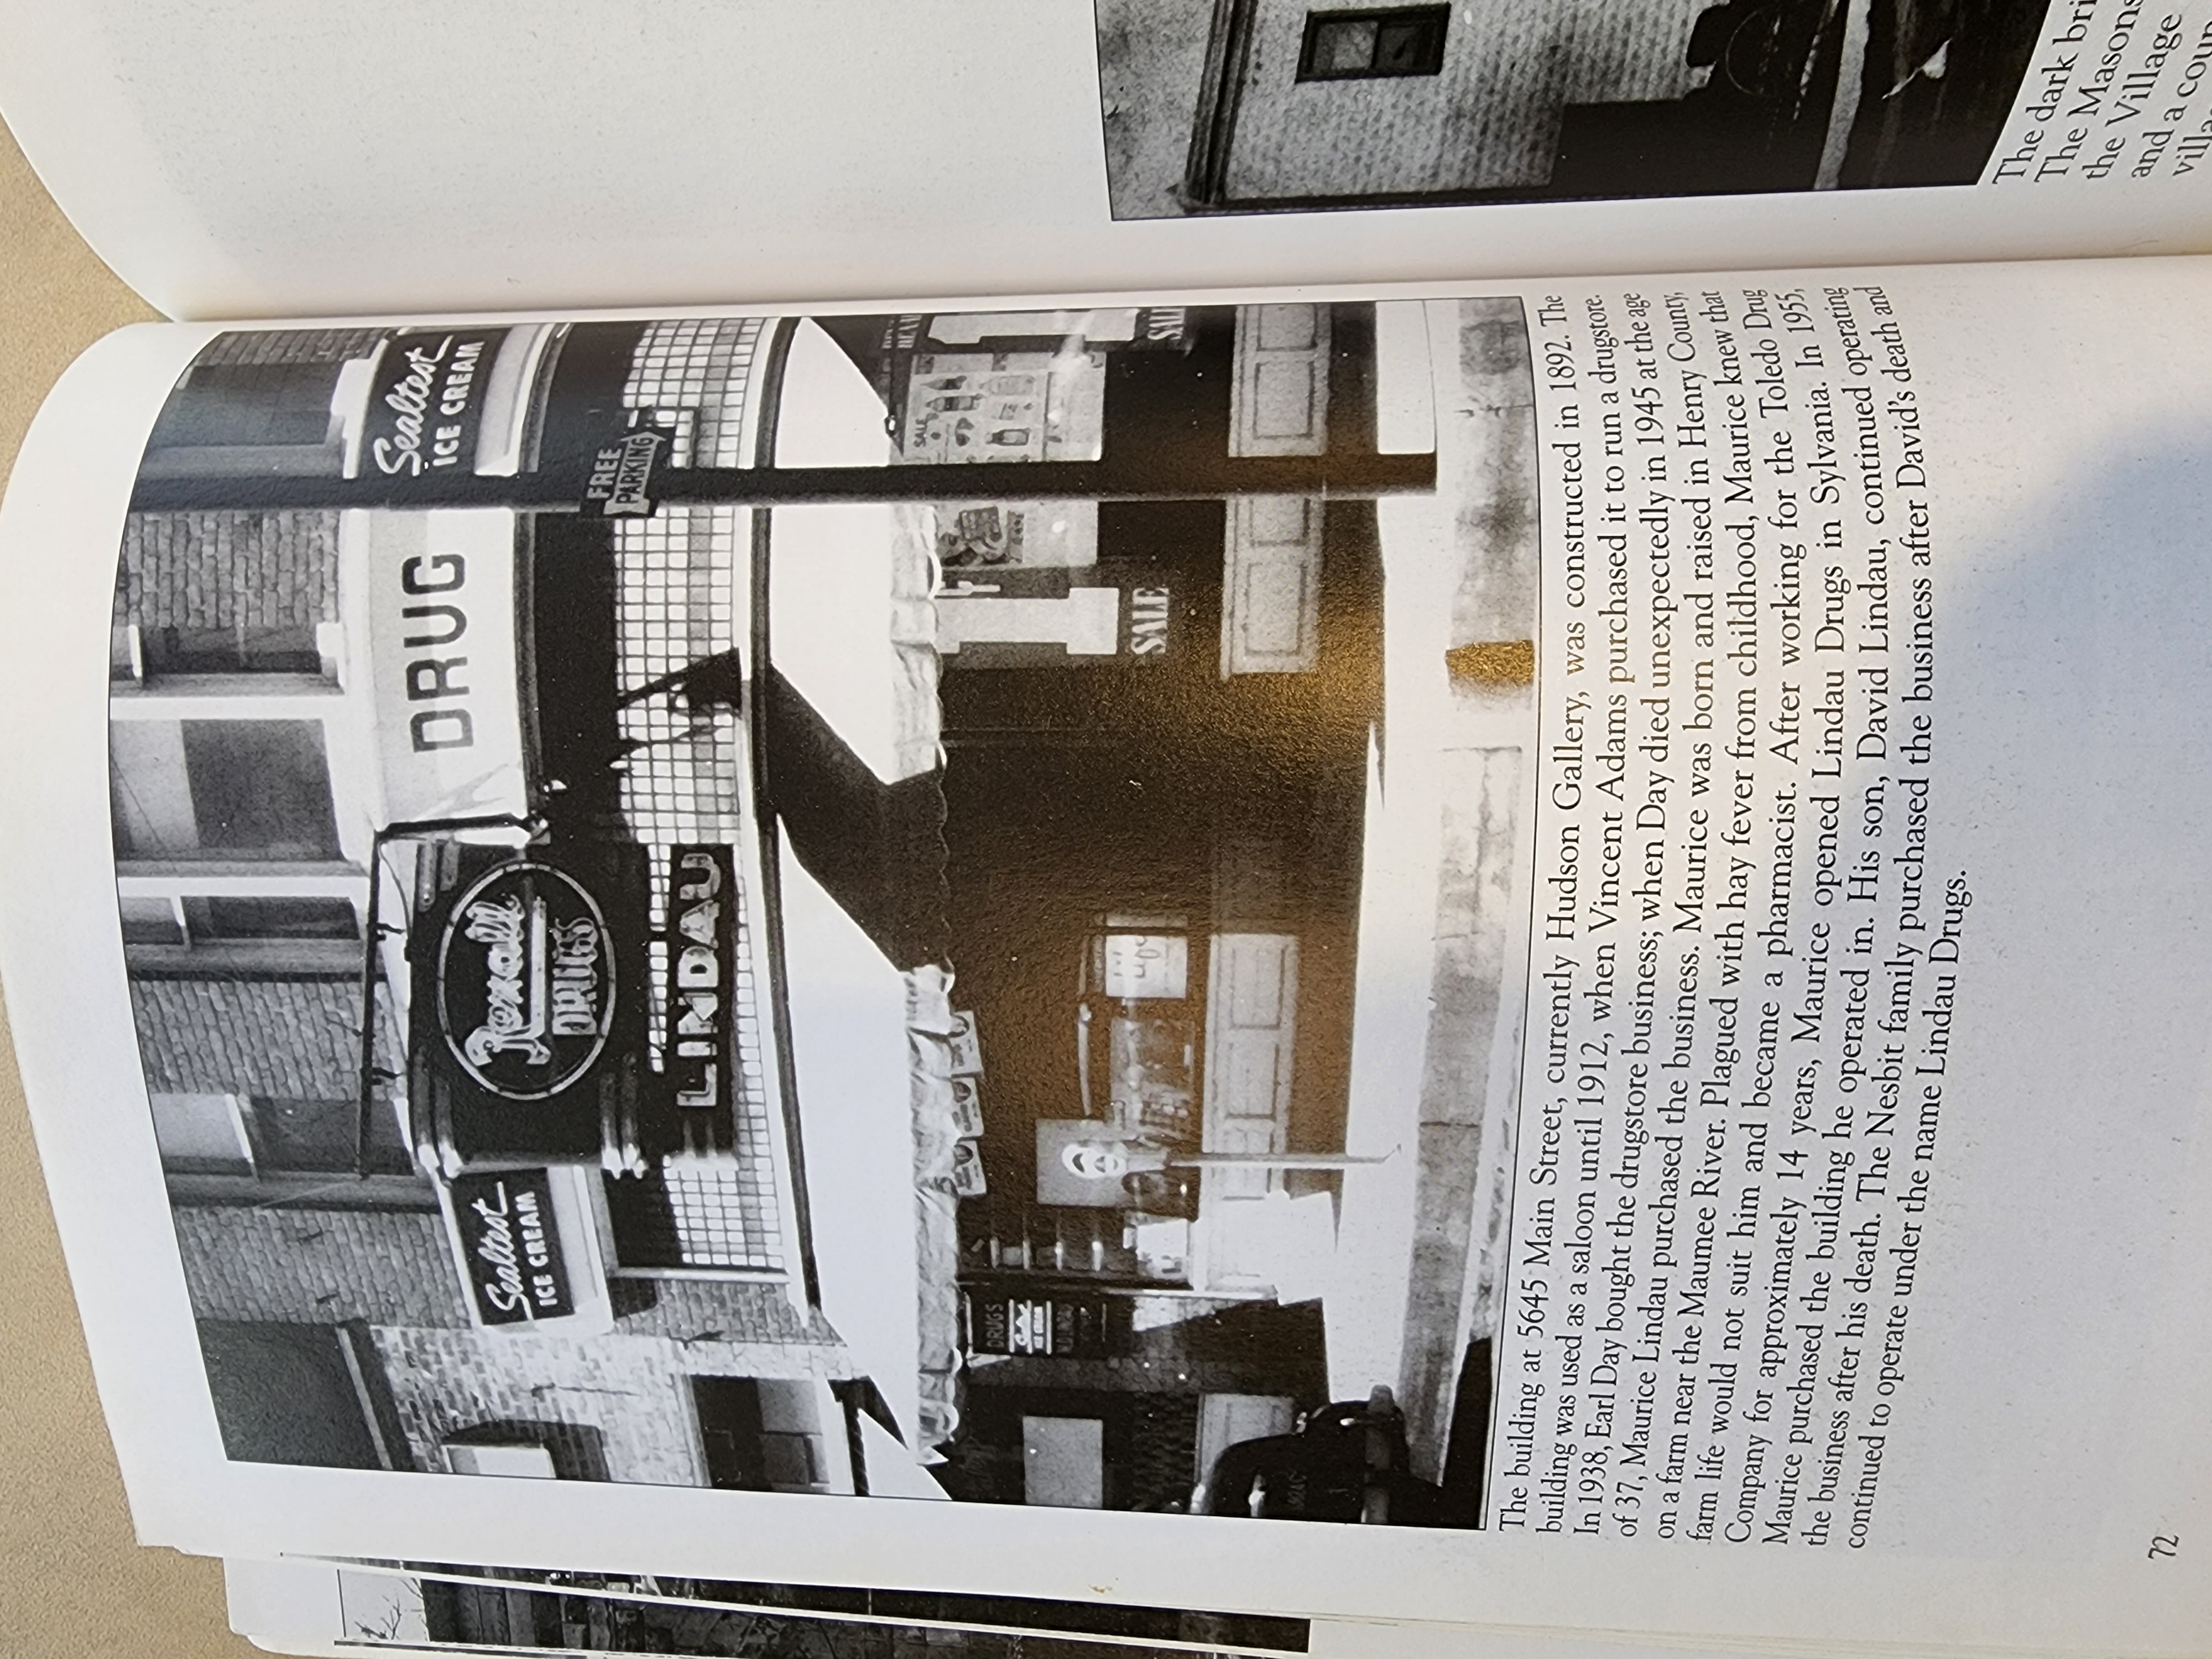 Sealtest
ICE CREAM
Rexall
DRUGS
DRUG
Sealtest
ICE CREAM
LINDAU
FREE
PARKING
DRUGS
SALE
SALE
SALE
The building at 5645 Main Street, currently Hudson Gallery, was constructed in 1892. The
building was used as a saloon until 1912, when Vincent Adams purchased it to run a drugstore.
In 1938, Earl Day bought the drugstore business; when Day died unexpectedly in 1945 at the age
of 37, Maurice Lindau purchased the business. Maurice was born and raised in Henry County,
on a farm near the Maumee River. Plagued with hay fever from childhood, Maurice knew that
farm life would not suit him and became a pharmacist. After working for the Toledo Drug
Company for approximately 14 years, Maurice opened Lindau Drugs in Sylvania. In 1955,
Maurice purchased the building he operated in. His son, David Lindau, continued operating
the business after his death. The Nesbit family purchased the business after David's death and
continued to operate under the name Lindau Drugs.
72
The dark bri
The Masons
the Village
and a coun
villa